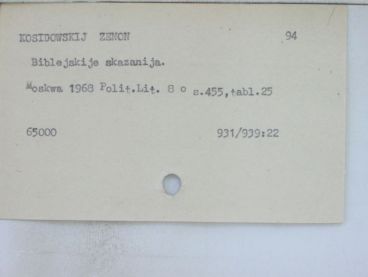 KOSIDOWSKIJ ZENON 94
Biblejskije skazanija.
Moskwa 1968 Polit.Lit. 8 o s.455,tabl.25
65000 931/939:22